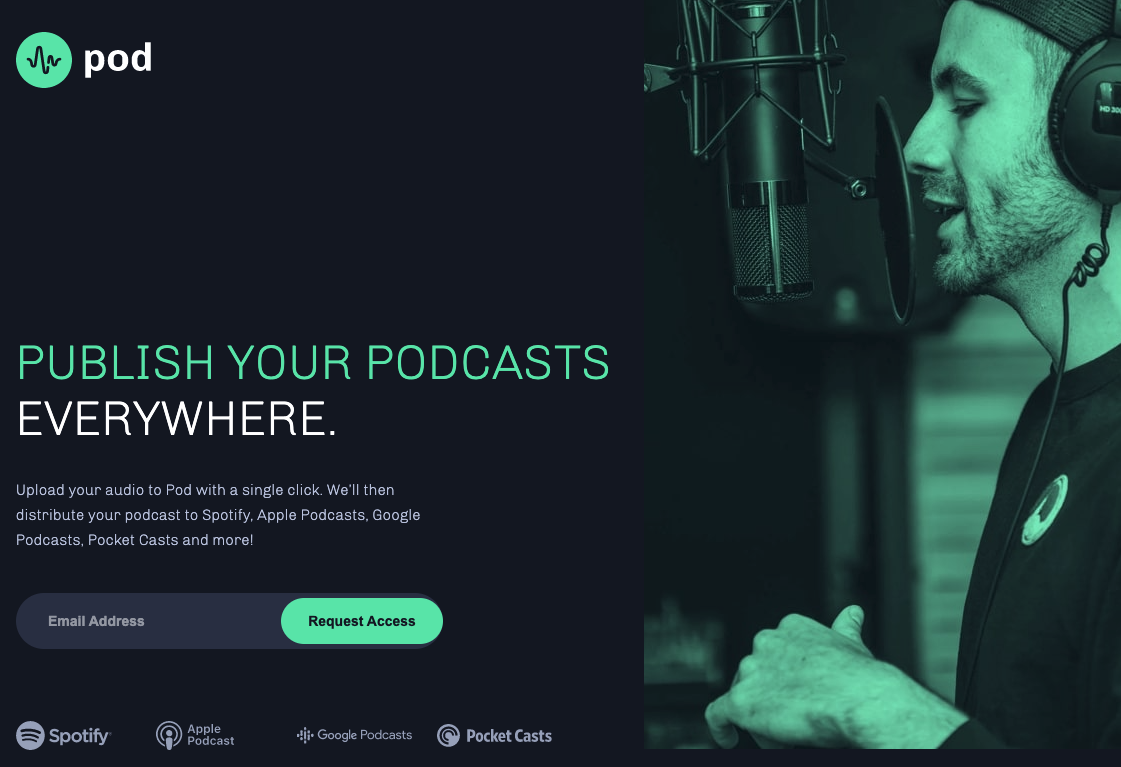 pod
PUBLISH YOUR PODCASTS
EVERYWHERE.
Upload your audio to Pod with a single click. We'll then
distribute your podcast to Spotify, Apple Podcasts, Google
Podcasts, Pocket Casts and more!
Email Address
Request Access
Spotify
Apple
Podcast
Google Podcasts
Pocket Casts